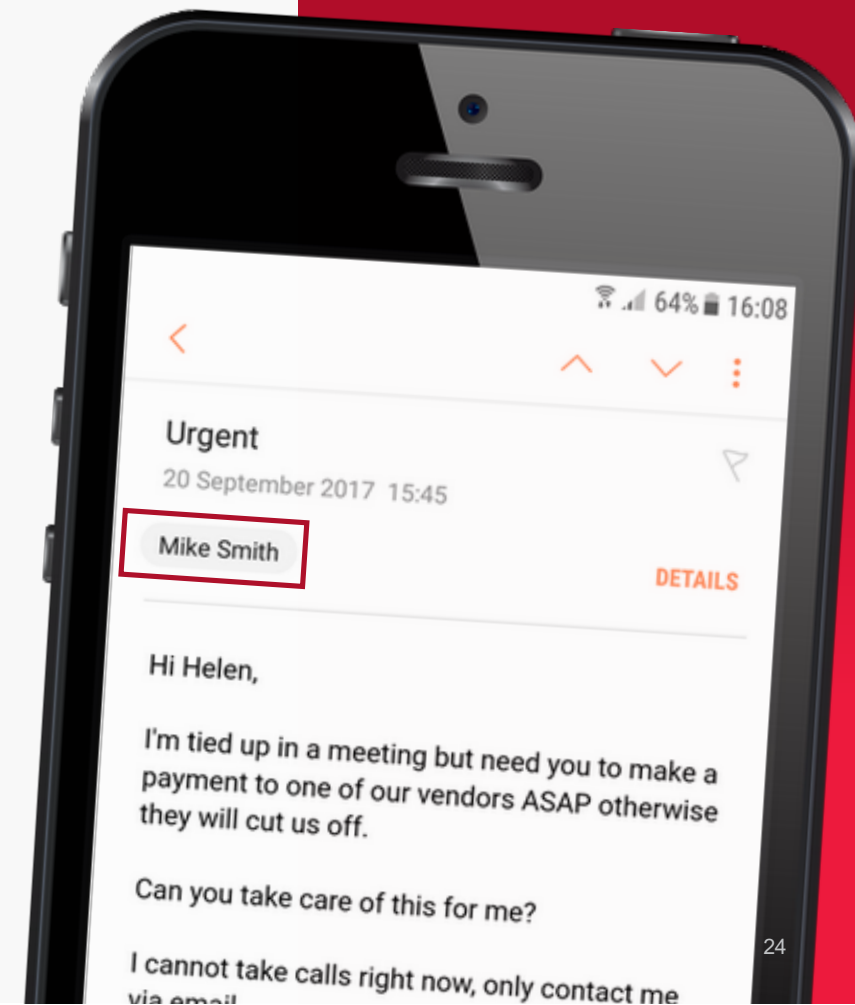 64% 16:08
Urgent
20 September 2017 15:45
Mike Smith
DETAILS
Hi Helen,
I'm tied up in a meeting but need you to make a
payment to one of our vendors ASAP otherwise
they will cut us off.
Can you take care of this for me?
I cannot take calls right now, only contact me
via email
24